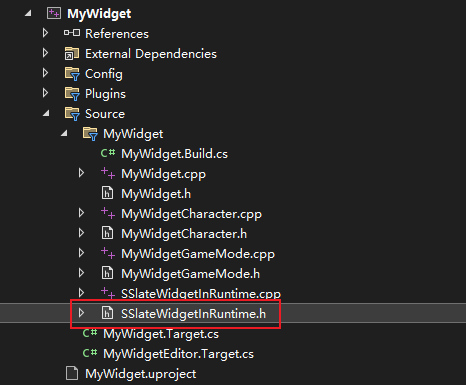 MyWidget
References
External Dependencies
Config
Plugins
Source
MyWidget
C# MyWidget.Build.cs
++ MyWidget.cpp
h MyWidget.h
++ MyWidgetCharacter.cpp
h MyWidgetCharacter.h
++ MyWidgetGameMode.cpp
h MyWidgetGameMode.h
++ SSlateWidgetInRuntime.cpp
h SSlateWidgetInRuntime.h
C# MyWidget.Target.cs
C# MyWidgetEditor.Target.cs
MyWidget.uproject